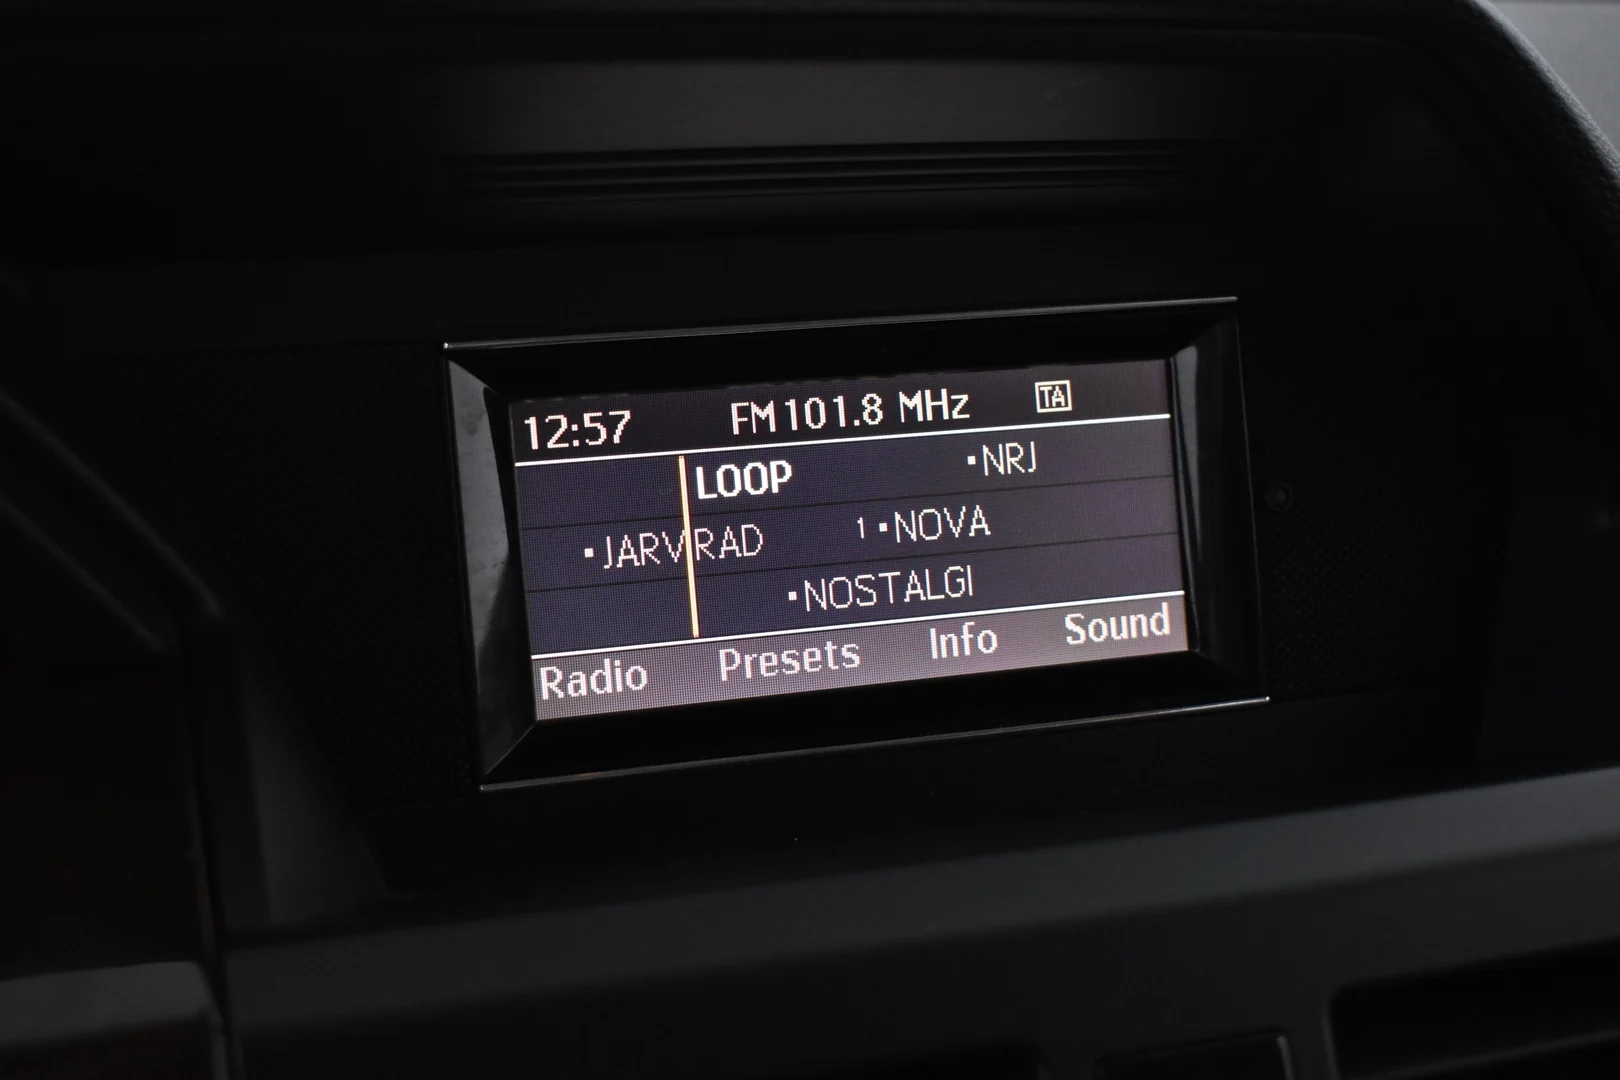 12:57 FM 101.8 MHz TA
LOOP ▪NRJ
▪JARVRAD 1 ▪NOVA
▪NOSTALGI
Radio Presets Info Sound